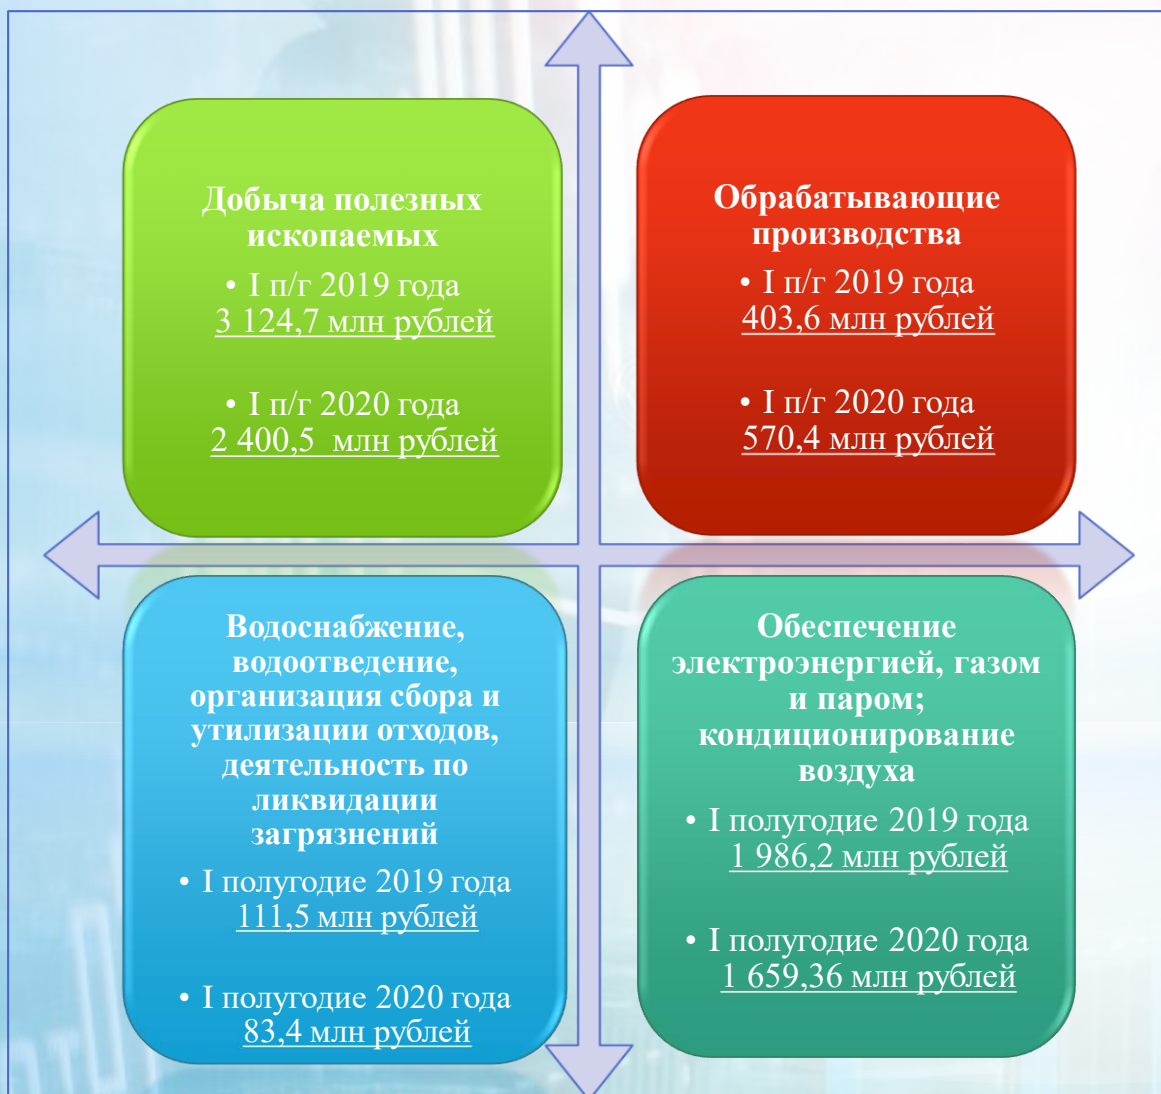 Добыча полезных
ископаемых
• I п/г 2019 года
3 124,7 млн рублей
• I п/г 2020 года
2 400,5  млн рублей
Обрабатывающие
производства
• I п/г 2019 года
403,6 млн рублей
• I п/г 2020 года
570,4 млн рублей
Водоснабжение,
водоотведение,
организация сбора и
утилизации отходов,
деятельность по
ликвидации
загрязнений
• I полугодие 2019 года
111,5 млн рублей
• I полугодие 2020 года
83,4 млн рублей
Обеспечение
электроэнергией, газом
и паром;
кондиционирование
воздуха
• I полугодие 2019 года
1 986,2 млн рублей
• I полугодие 2020 года
1 659,36 млн рублей